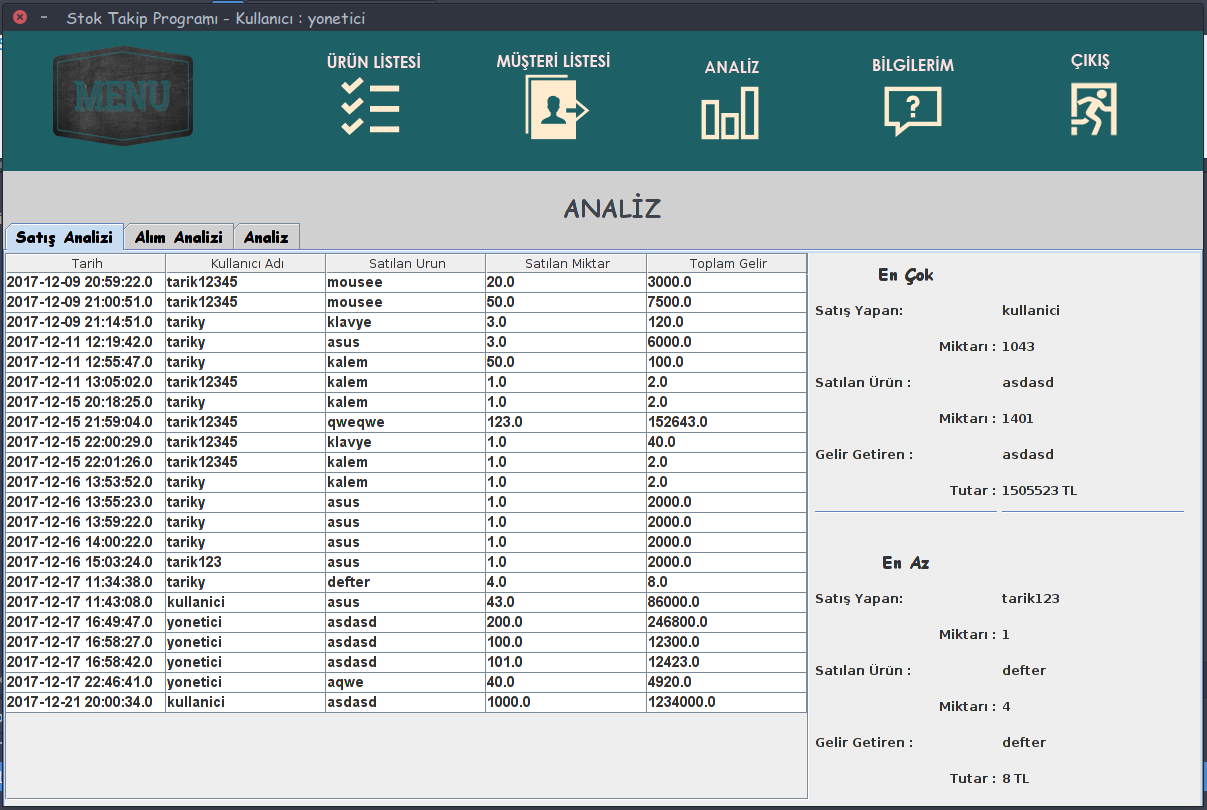 Stok Takip Programı - Kullanıcı : yonetici
MENU
ÜRÜN LİSTESİ
MÜŞTERİ LİSTESİ
ANALİZ
BİLGİLERİM
?
ÇIKIŞ
ANALİZ
Satış Analizi Alım Analizi Analiz
Tarih Kullanıcı Adı Satılan Urun Satılan Miktar Toplam Gelir
2017-12-09 20:59:22.0 tarik12345 mousee 20.0 3000.0
2017-12-09 21:00:51.0 tarik12345 mousee 50.0 7500.0
2017-12-09 21:14:51.0 tariky klavye 3.0 120.0
2017-12-11 12:19:42.0 tariky asus 3.0 6000.0
2017-12-11 12:55:47.0 tariky kalem 50.0 100.0
2017-12-11 13:05:02.0 tarik12345 kalem 1.0 2.0
2017-12-15 20:18:25.0 tariky kalem 1.0 2.0
2017-12-15 21:59:04.0 tarik12345 qweqwe 123.0 152643.0
2017-12-15 22:00:29.0 tarik12345 klavye 1.0 40.0
2017-12-15 22:01:26.0 tarik12345 kalem 1.0 2.0
2017-12-16 13:53:52.0 tariky kalem 1.0 2.0
2017-12-16 13:55:23.0 tariky asus 1.0 2000.0
2017-12-16 13:59:22.0 tariky asus 1.0 2000.0
2017-12-16 14:00:22.0 tariky asus 1.0 2000.0
2017-12-16 15:03:24.0 tarik123 asus 1.0 2000.0
2017-12-17 11:34:38.0 tariky defter 4.0 8.0
2017-12-17 11:43:08.0 kullanici asus 43.0 86000.0
2017-12-17 16:49:47.0 yonetici asdasd 200.0 246800.0
2017-12-17 16:58:27.0 yonetici asdasd 100.0 12300.0
2017-12-17 16:58:42.0 yonetici asdasd 101.0 12423.0
2017-12-17 22:46:41.0 yonetici aqwe 40.0 4920.0
2017-12-21 20:00:34.0 kullanici asdasd 1000.0 1234000.0
En Çok
Satış Yapan: kullanici
Miktarı : 1043
Satılan Ürün : asdasd
Miktarı : 1401
Gelir Getiren : asdasd
Tutar : 1505523 TL
En Az
Satış Yapan: tarik123
Miktarı : 1
Satılan Ürün : defter
Miktarı : 4
Gelir Getiren : defter
Tutar : 8 TL